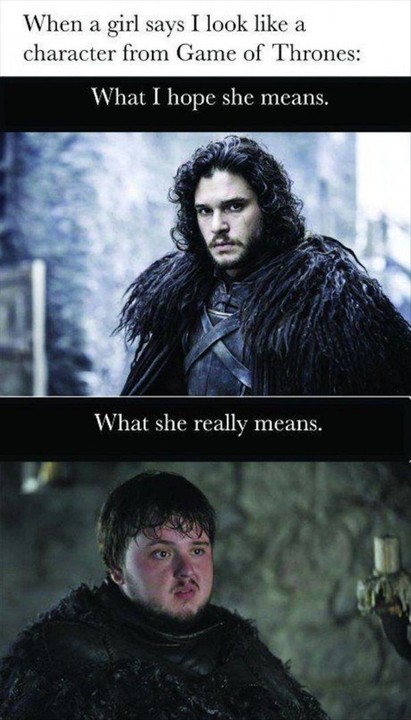 When a girl says I look like a
character from Game of Thrones:
What I hope she means.
What she really means.